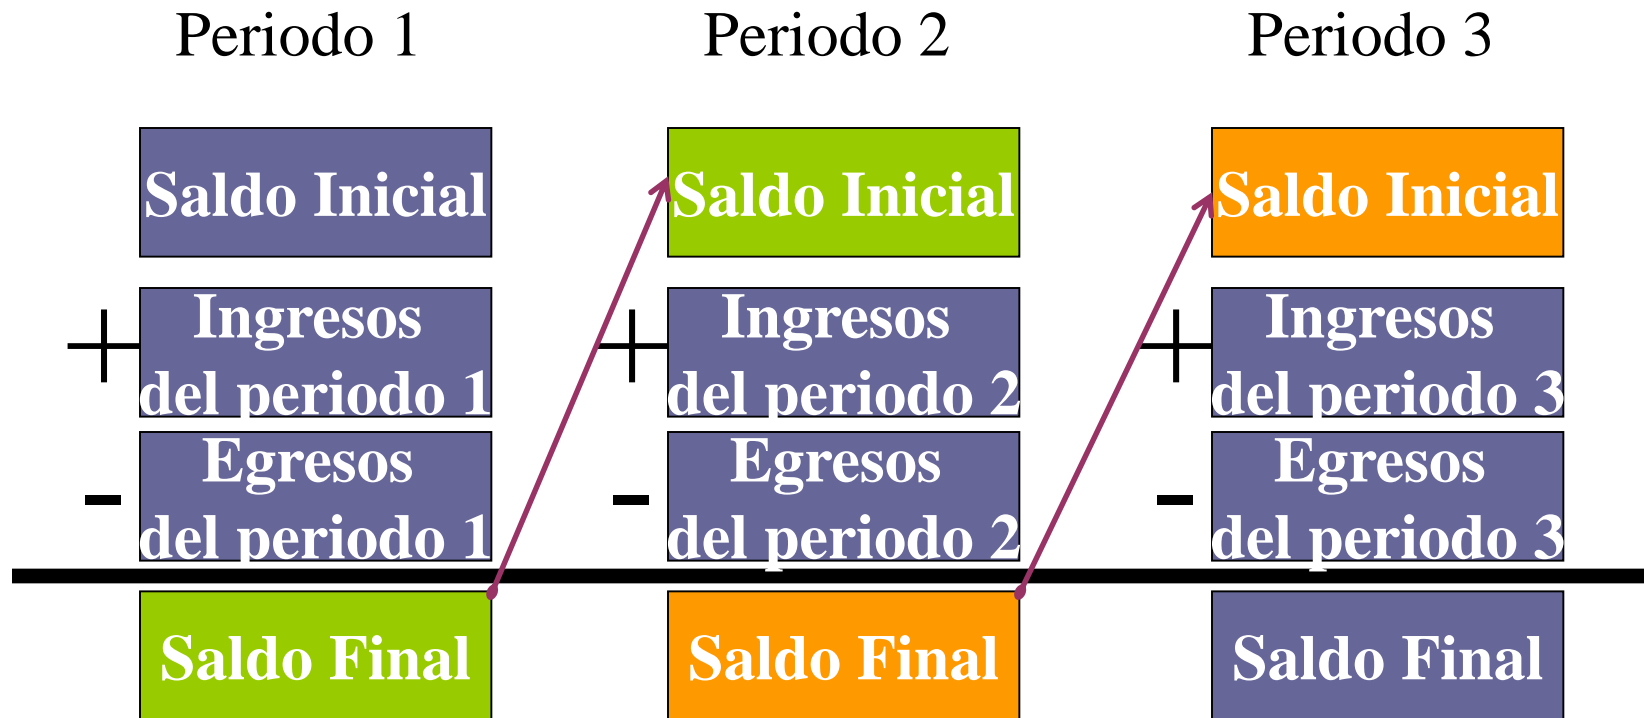 Periodo 1
Saldo Inicial
+
Ingresos
del periodo 1
-
Egresos
del periodo 1
Saldo Final
Periodo 2
Saldo Inicial
+
Ingresos
del periodo 2
-
Egresos
del periodo 2
Saldo Final
Periodo 3
Saldo Inicial
+
Ingresos
del periodo 3
-
Egresos
del periodo 3
Saldo Final